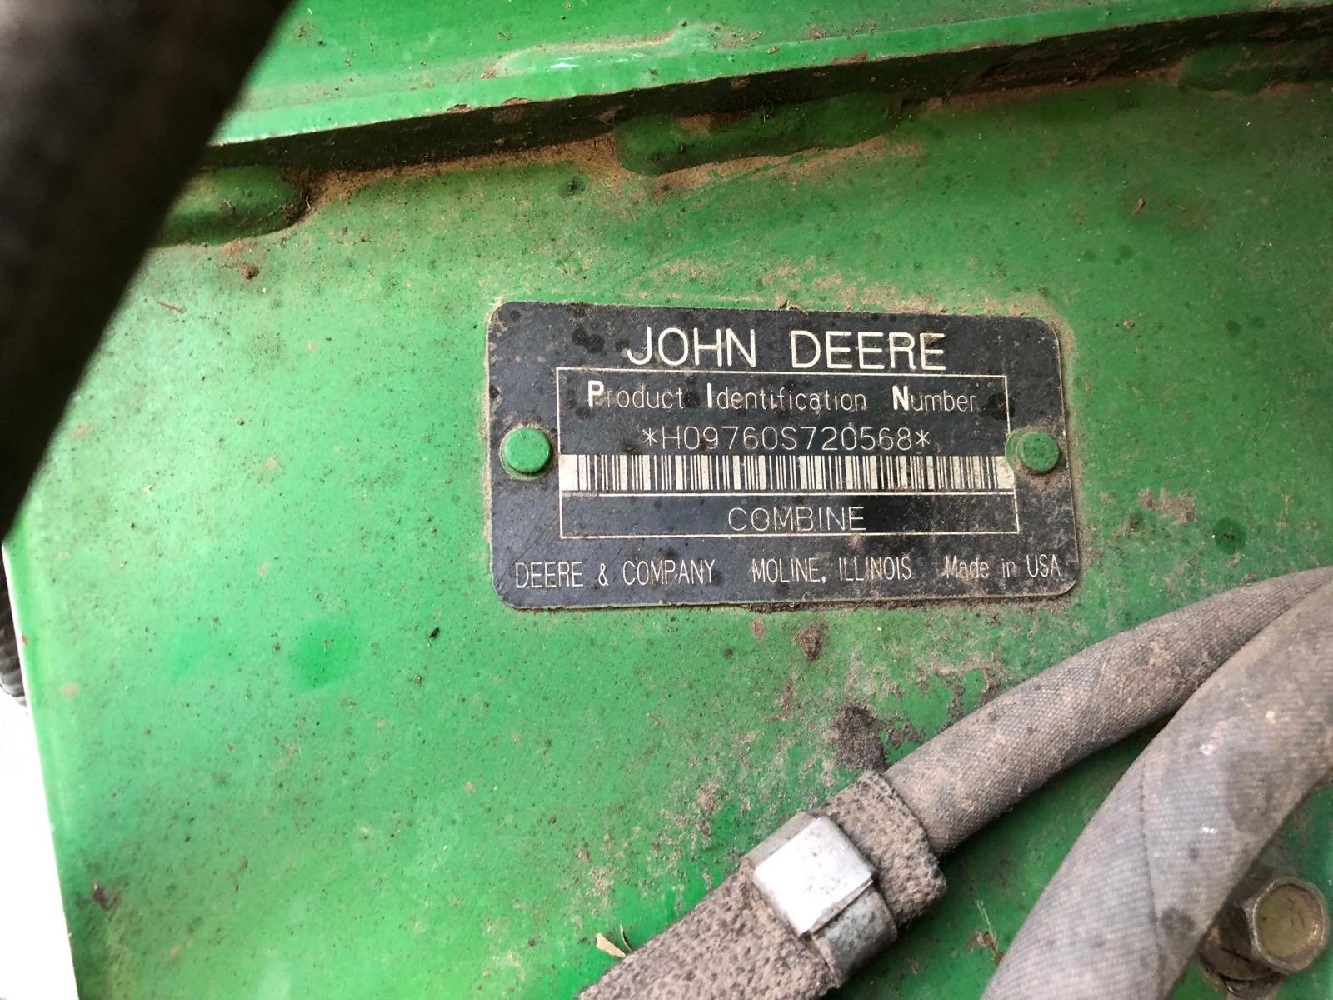 JOHN DEERE
Product Identification Number
*H09760S720568*
COMBINE
DEERE & COMPANY MOLINE, ILLINOIS Made in USA